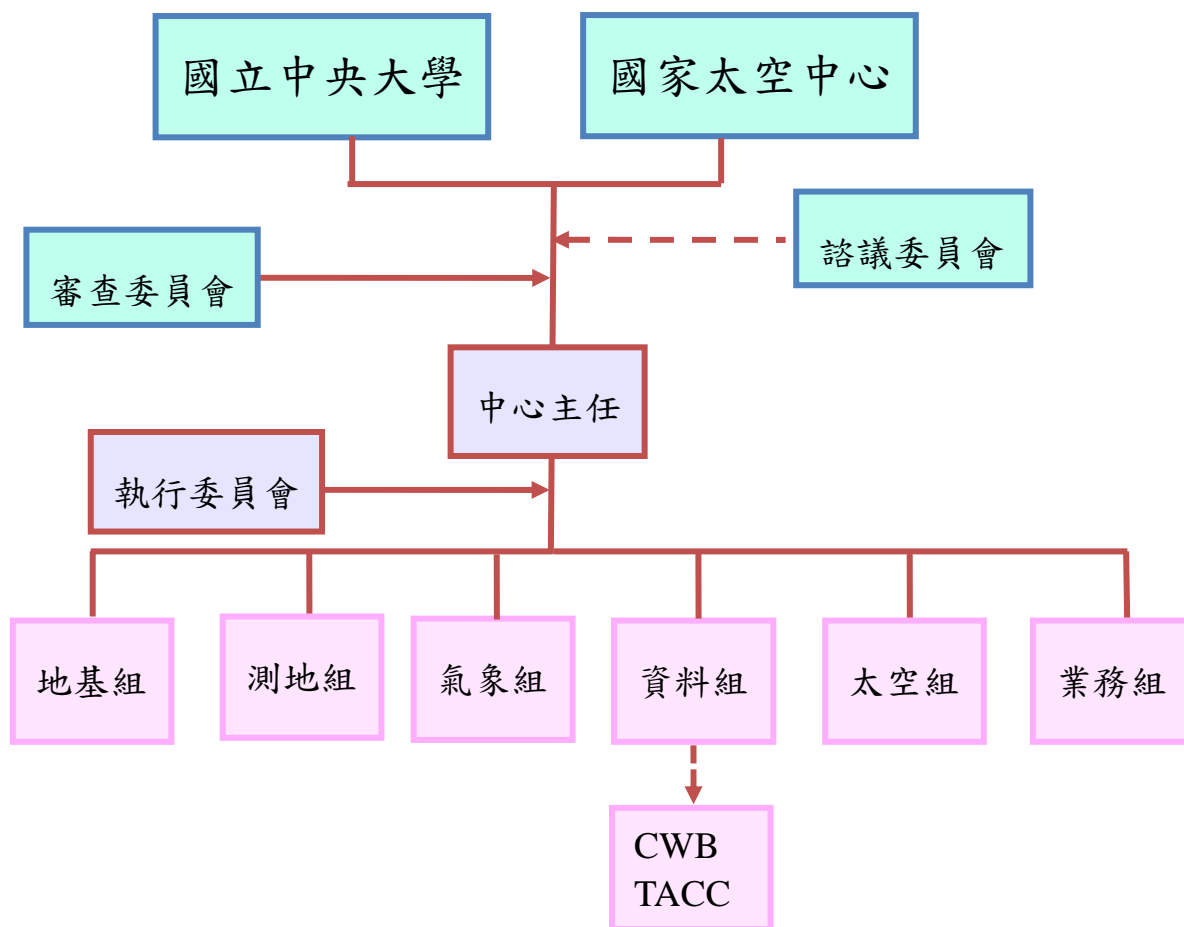 國立中央大學
國家太空中心
諮議委員會
審查委員會
中心主任
執行委員會
地基組
測地組
氣象組
資料組
太空組
業務組
CWB
TACC